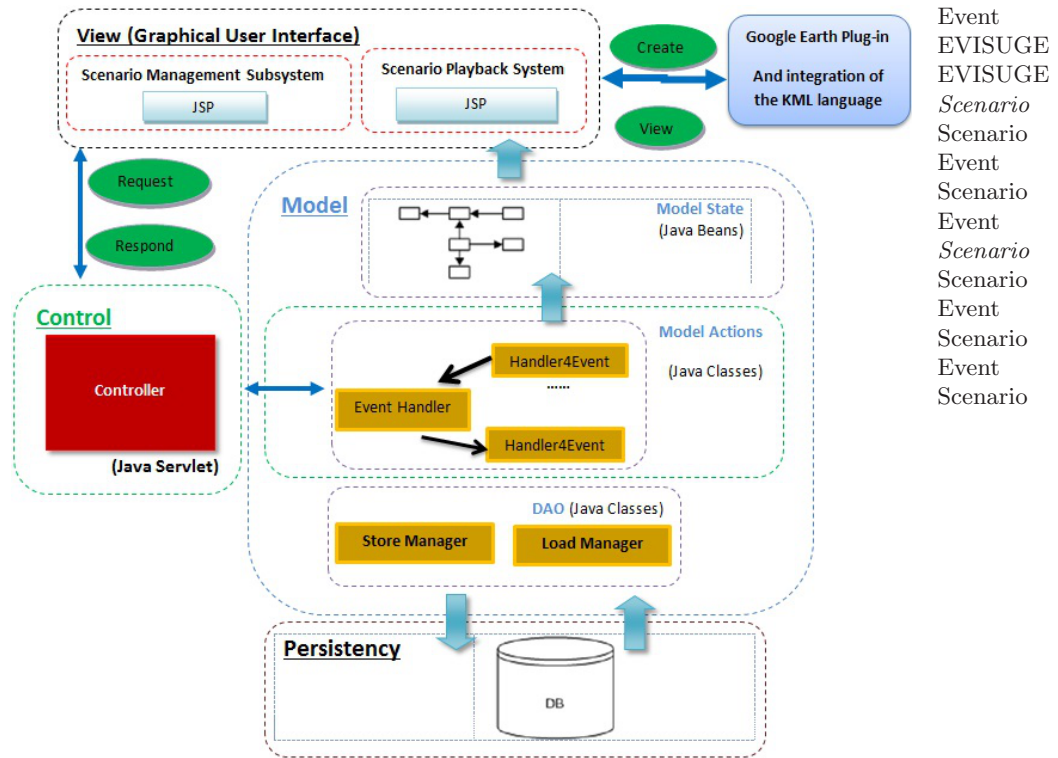 View (Graphical User Interface)
Scenario Management Subsystem
JSP
Scenario Playback System
JSP
Create
View
Google Earth Plug-in
And integration of
the KML language
Request
Respond
Model
Model State
(Java Beans)
Control
Controller
(Java Servlet)
Model Actions
(Java Classes)
Handler4Event
......
Event Handler
Handler4Event
DAO (Java Classes)
Store Manager
Load Manager
Persistency
DB
Event
EVISUGE
EVISUGE
Scenario
Scenario
Event
Scenario
Event
Scenario
Scenario
Event
Scenario
Event
Scenario